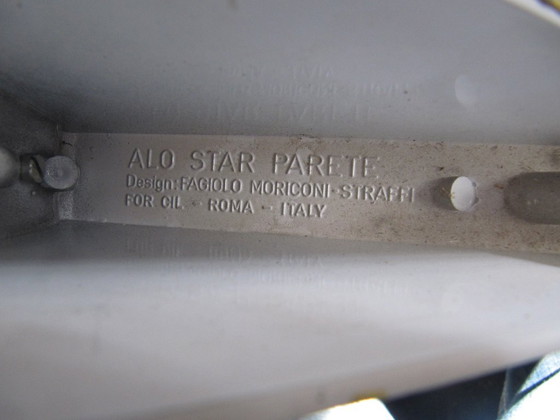 ALO STAR PARETE
Design: FAGIOLO MORICONI-STRAFFI
FOR CIL - ROMA - ITALY